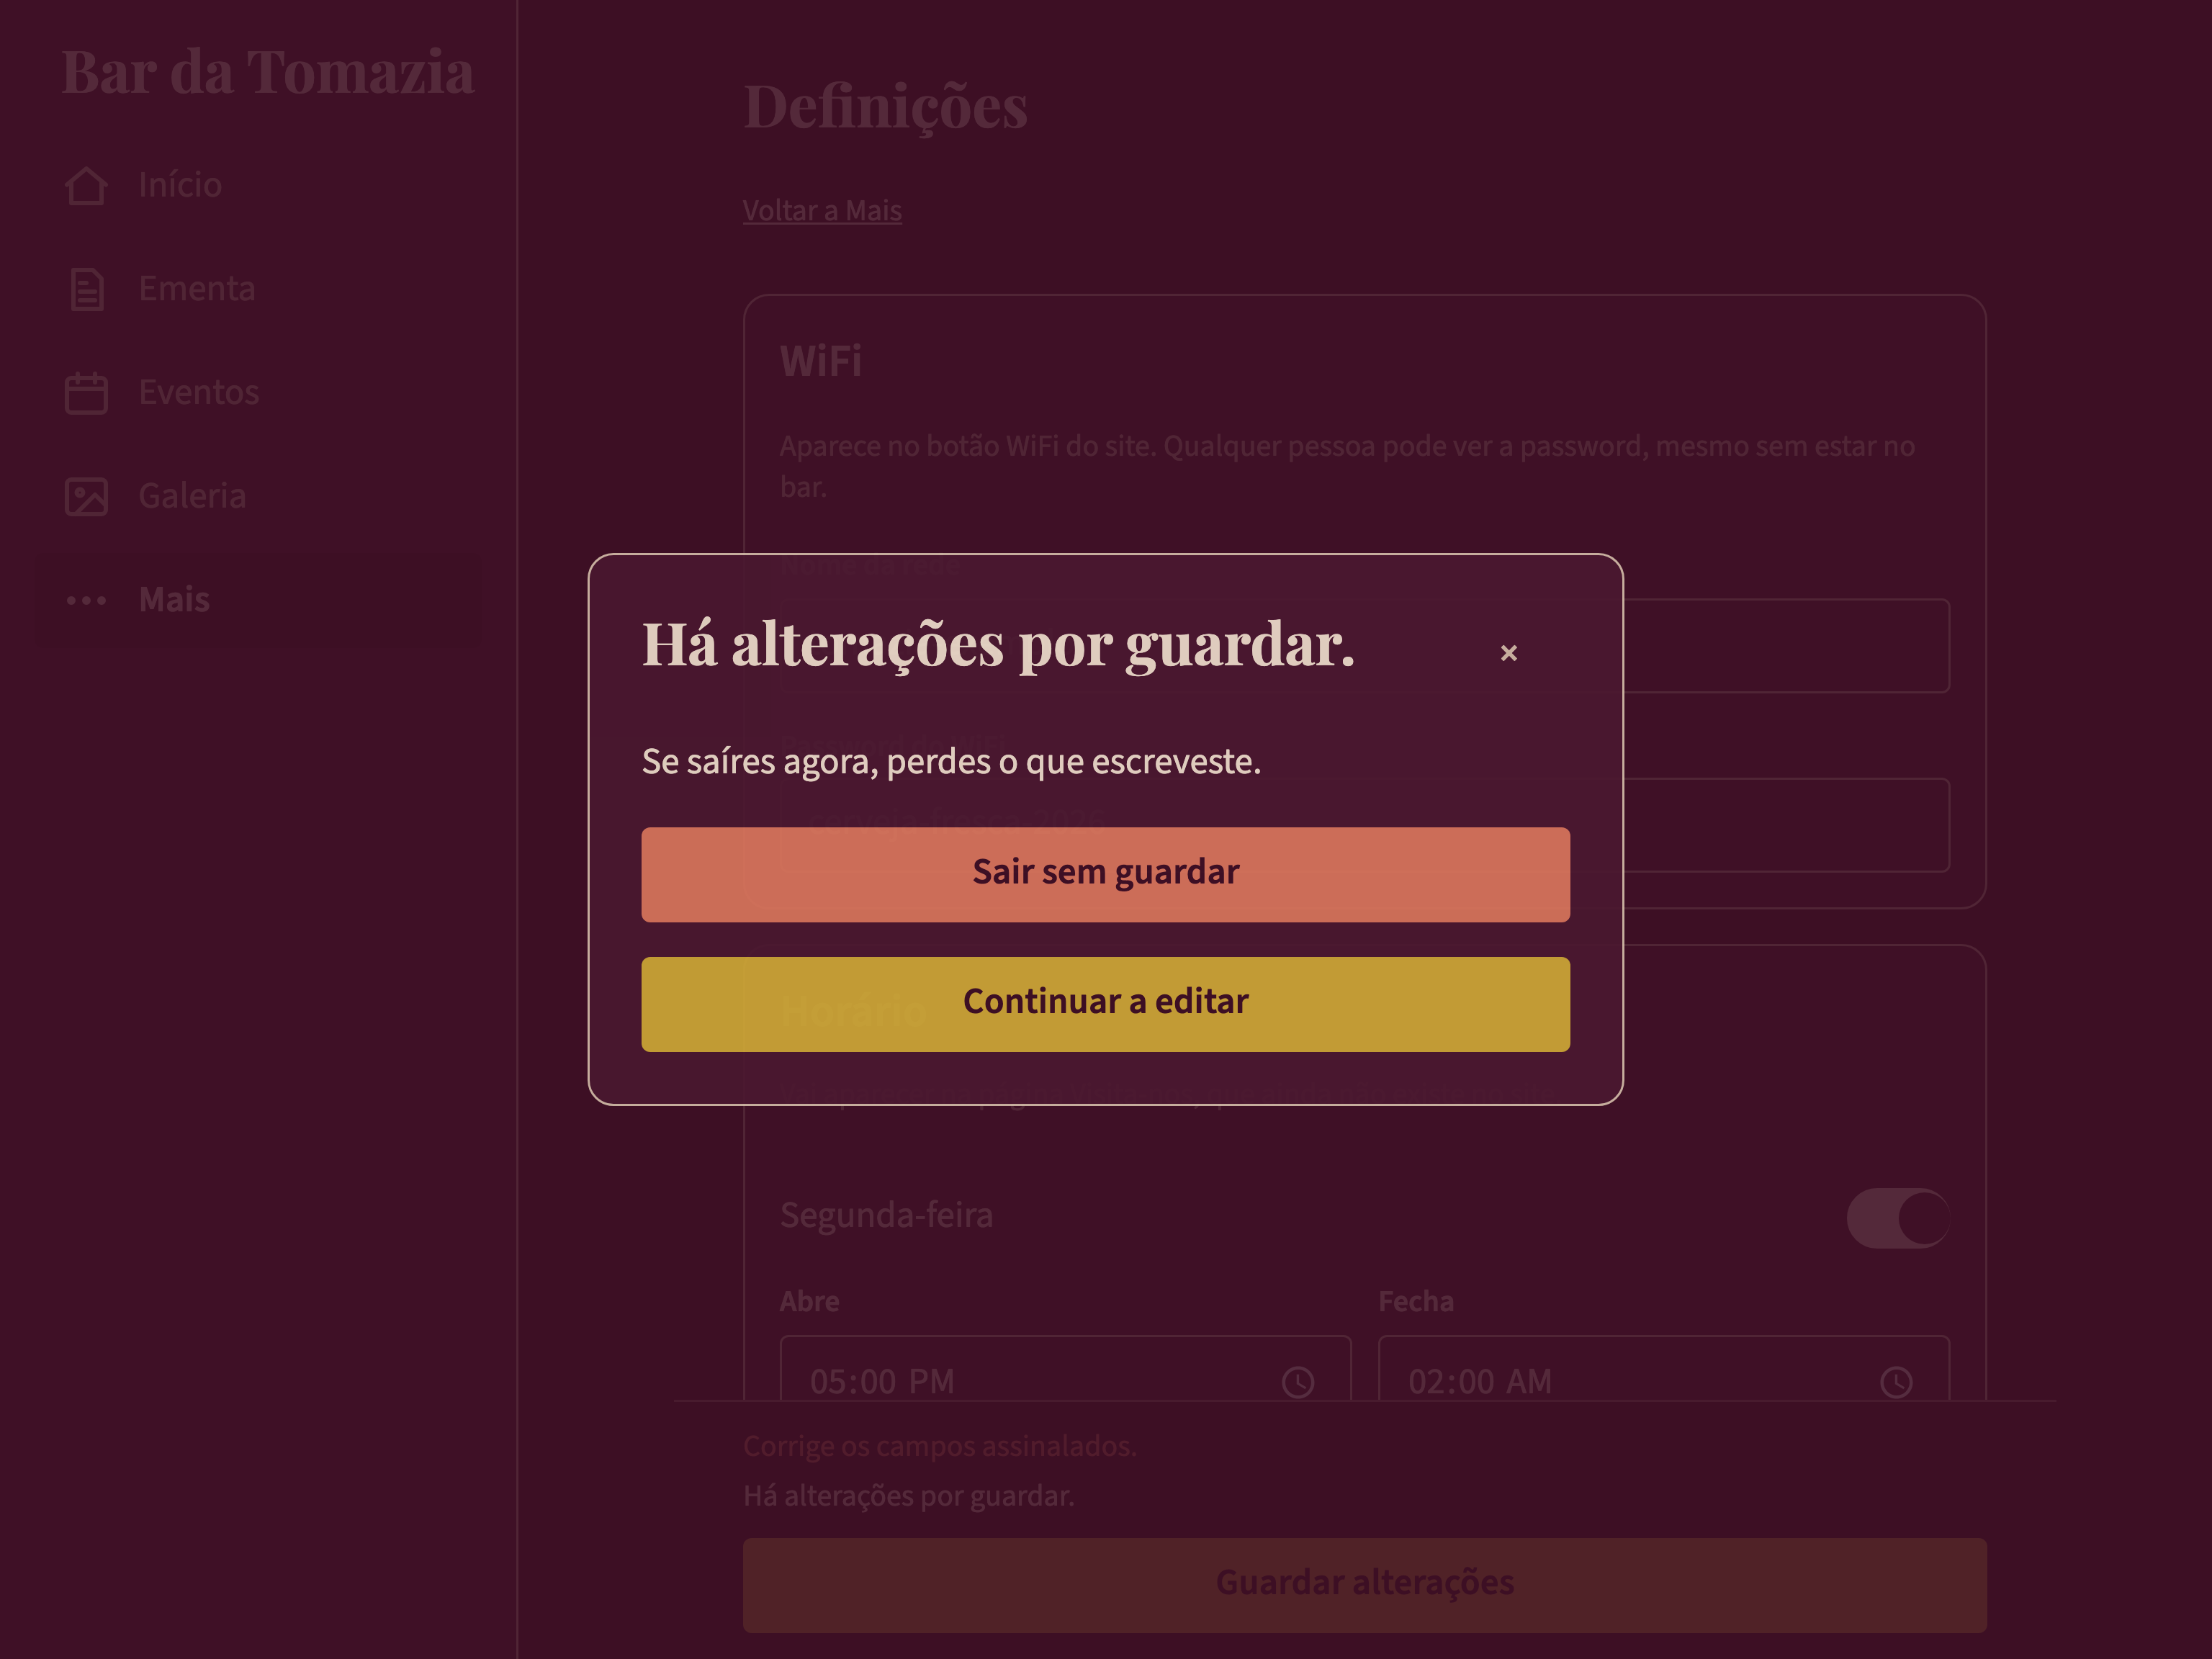 Bar da Tomazia
Início
Ementa
Eventos
Galeria
Mais
Definições
Voltar a Mais
WiFi
Aparece no botão WiFi do site. Qualquer pessoa pode ver a password, mesmo sem estar no
bar.
Nome da rede
Há alterações por guardar.
×
Se saíres agora, perdes o que escreveste.
Sair sem guardar
Horário
Continuar a editar
Segunda-feira
Abre
Fecha
05:00 PM
02:00 AM
Corrige os campos assinalados.
Há alterações por guardar.
Guardar alterações